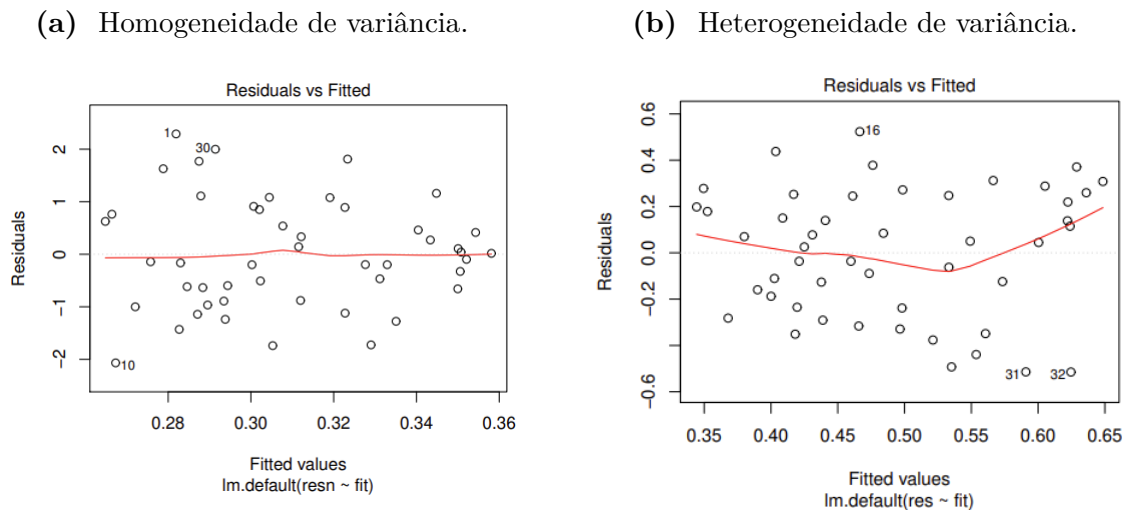 (a) Homogeneidade de variância.
(b) Heterogeneidade de variância.
Residuals vs Fitted
Residuals
2
1
0
−1
−2
1
30
10
0.28
0.30
0.32
0.34
0.36
Fitted values
lm.default(resn ~ fit)
Residuals vs Fitted
Residuals
0.6
0.4
0.2
0.0
−0.2
−0.6
16
31
32
0.35
0.40
0.45
0.50
0.55
0.60
0.65
Fitted values
lm.default(res ~ fit)